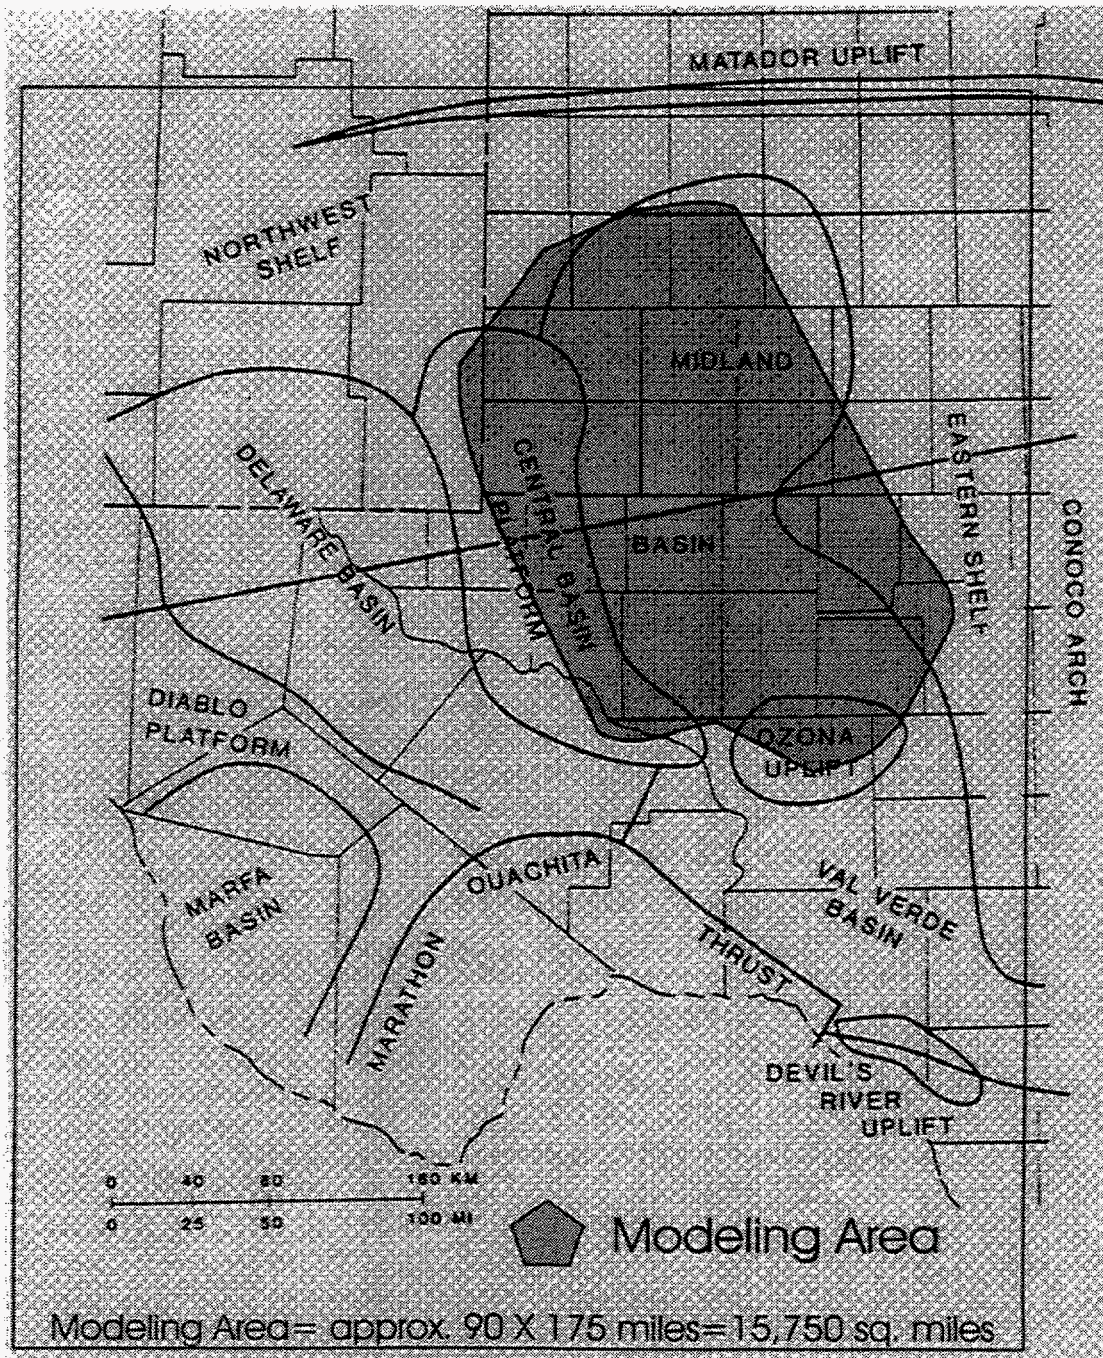 MATADOR UPLIFT
NORTHWEST
SHELF
MIDLAND
BASIN
CENTRAL BASIN
PLATFORM
DELAWARE BASIN
EASTERN SHELF
CONOCO ARCH
DIABLO
PLATFORM
OZONA
UPLIFT
MARFA
BASIN
OUACHITA
MARATHON
THRUST
VAL VERDE
BASIN
DEVIL'S
RIVER
UPLIFT
0 40 80 160 KM
0 25 50 100 MI
Modeling Area
Modeling Area= approx. 90 X 175 miles=15,750 sq. miles